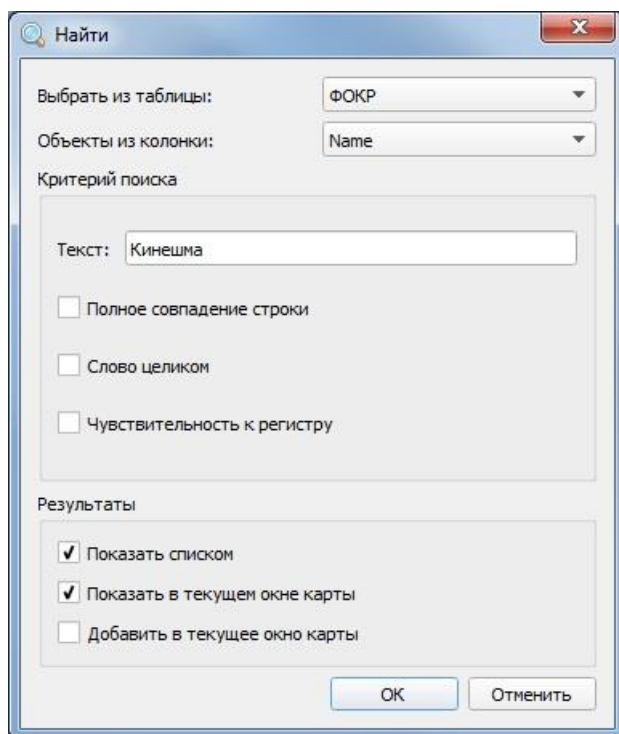 Найти
Выбрать из таблицы: ФОКР
Объекты из колонки: Name
Критерий поиска
Текст: Кинешма
Полное совпадение строки
Слово целиком
Чувствительность к регистру
Результаты
Показать списком
Показать в текущем окне карты
Добавить в текущее окно карты
OK Отменить